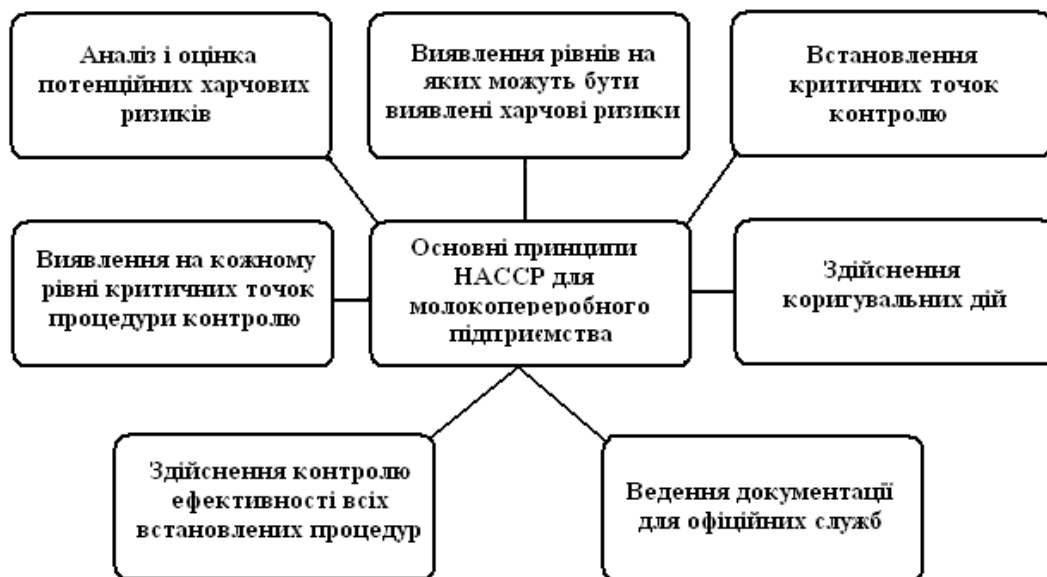 Аналіз і оцінка
потенційних харчових
ризиків
Виявлення рівнів на
яких можуть бути
виявлені харчові ризики
Встановлення
критичних точок
контролю
Виявлення на кожному
рівні критичних точок
процедури контролю
Основні принципи
НАССР для
молокопереробного
підприємства
Здійснення
коригувальних дій
Здійснення контролю
ефективності всіх
встановлених процедур
Ведення документації
для офіційних служб